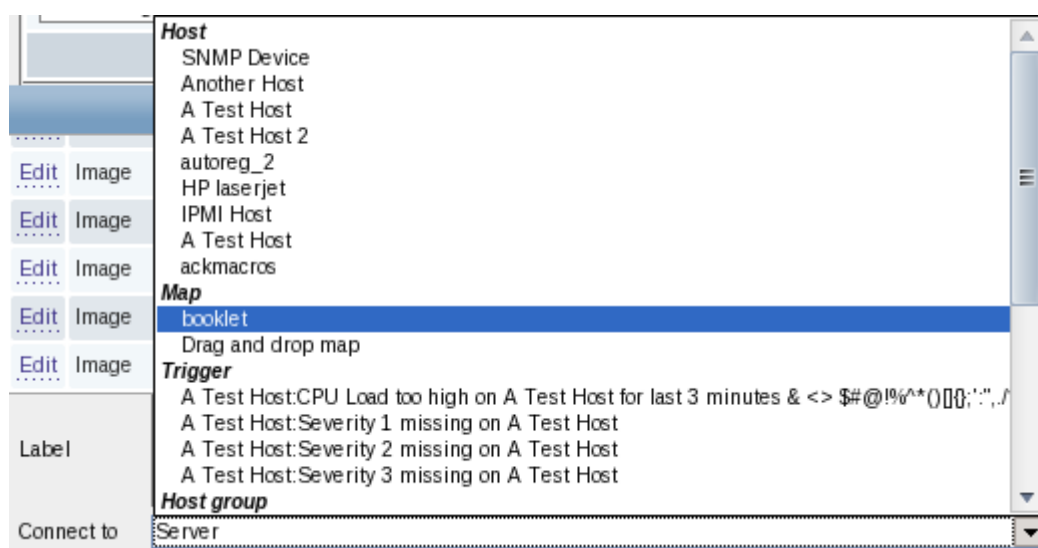 Host
SNMP Device
Another Host
A Test Host
A Test Host 2
autoreg_2
HP laserjet
IPMI Host
A Test Host
ackmacros
Map
booklet
Drag and drop map
Trigger
A Test Host:CPU Load too high on A Test Host for last 3 minutes & <> $#@!%^*()[]{};':",./
A Test Host:Severity 1 missing on A Test Host
A Test Host:Severity 2 missing on A Test Host
A Test Host:Severity 3 missing on A Test Host
Host group
Edit Image
Edit Image
Edit Image
Edit Image
Edit Image
Label
Connect to Server